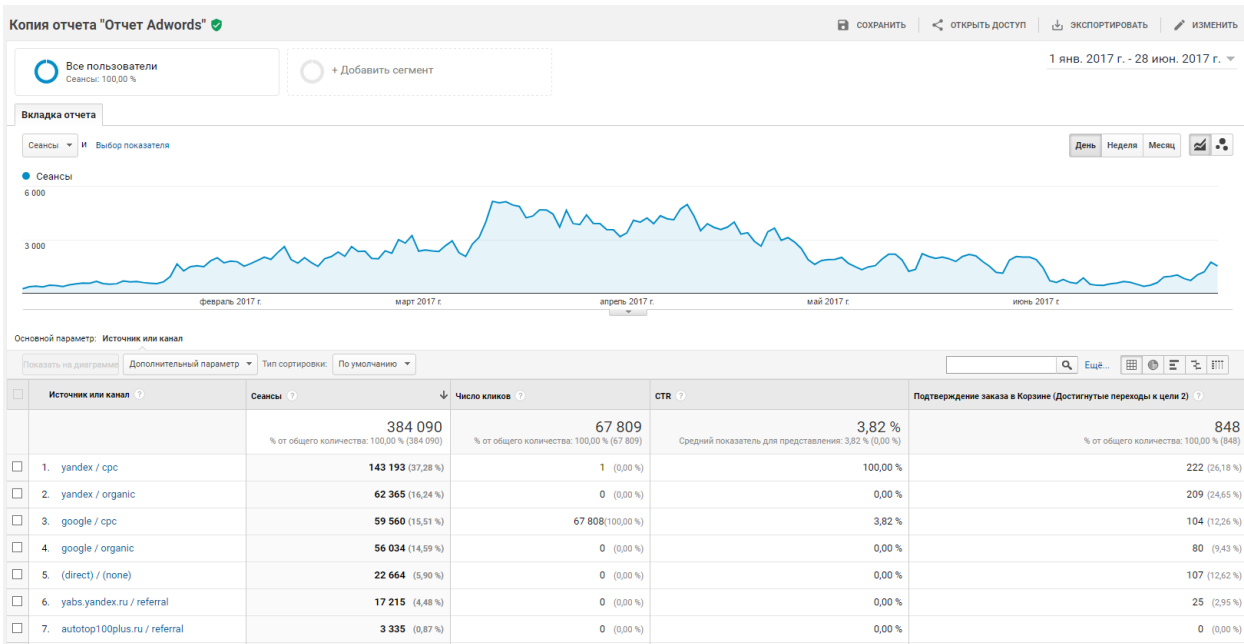 Копия отчета "Отчет Adwords"
СОХРАНИТЬ
ОТКРЫТЬ ДОСТУП
ЭКСПОРТИРОВАТЬ
ИЗМЕНИТЬ
Все пользователи
Сеансы: 100,00 %
+ Добавить сегмент
1 янв. 2017 г. - 28 июн. 2017 г.
Вкладка отчета
Сеансы И Выбор показателя
День Неделя Месяц
Сеансы
6 000
3 000
февраль 2017 г. март 2017 г. апрель 2017 г. май 2017 г. июнь 2017 г.
Основной параметр: Источник или канал
Показать на диаграмме Дополнительный параметр Тип сортировки: По умолчанию Ещё...
Источник или канал ? Сеансы ? Число кликов ? CTR ? Подтверждение заказа в Корзине (Достигнутые переходы к цели 2) ?
384 090 67 809 3,82 % 848
% от общего количества: 100,00 % (384 090) % от общего количества: 100,00 % (67 809) Средний показатель для представления: 3,82 % (0,00 %) % от общего количества: 100,00 % (848)
1. yandex / cpc 143 193 (37,28 %) 1 (0,00 %) 100,00 % 222 (26,18 %)
2. yandex / organic 62 365 (16,24 %) 0 (0,00 %) 0,00 % 209 (24,65 %)
3. google / cpc 59 560 (15,51 %) 67 808(100,00 %) 3,82 % 104 (12,26 %)
4. google / organic 56 034 (14,59 %) 0 (0,00 %) 0,00 % 80 (9,43 %)
5. (direct) / (none) 22 664 (5,90 %) 0 (0,00 %) 0,00 % 107 (12,62 %)
6. yabs.yandex.ru / referral 17 215 (4,48 %) 0 (0,00 %) 0,00 % 25 (2,95 %)
7. autotop100plus.ru / referral 3 335 (0,87 %) 0 (0,00 %) 0,00 % 0 (0,00 %)